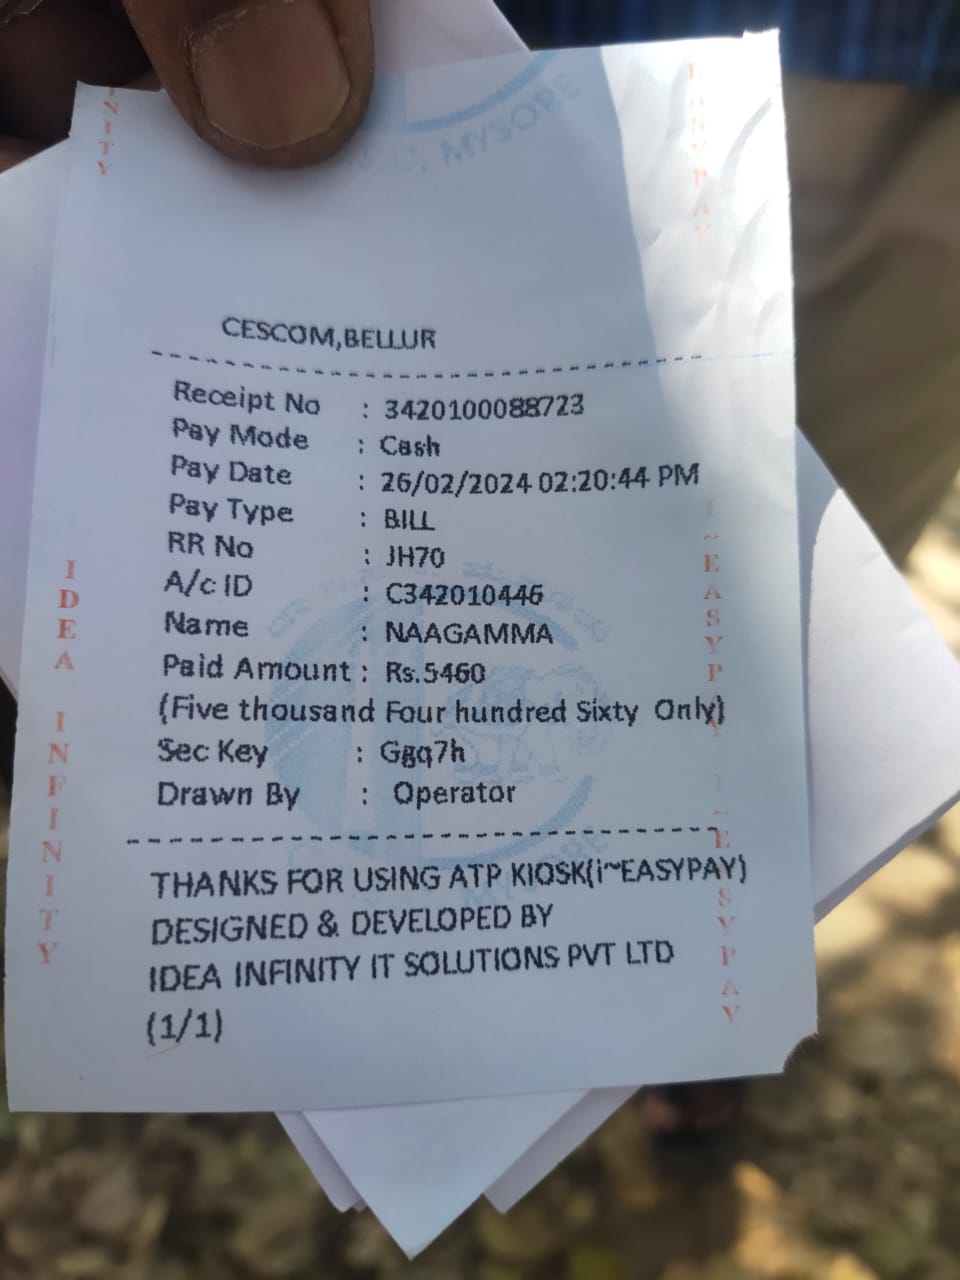 MYSORE
CESCOM,BELLUR
Receipt No : 3420100088723
Pay Mode : Cash
Pay Date : 26/02/2024 02:20:44 PM
Pay Type : BILL
RR No : JH70
A/c ID : C342010446
Name : NAAGAMMA
Paid Amount : Rs.5460
(Five thousand Four hundred Sixty Only)
Sec Key : Ggq7h
Drawn By : Operator
THANKS FOR USING ATP KIOSK(i~EASYPAY)
DESIGNED & DEVELOPED BY
IDEA INFINITY IT SOLUTIONS PVT LTD
(1/1)
NITY
IDEA INFINITY
EASYPAY
I~EASYPAY
I~EASYPAY